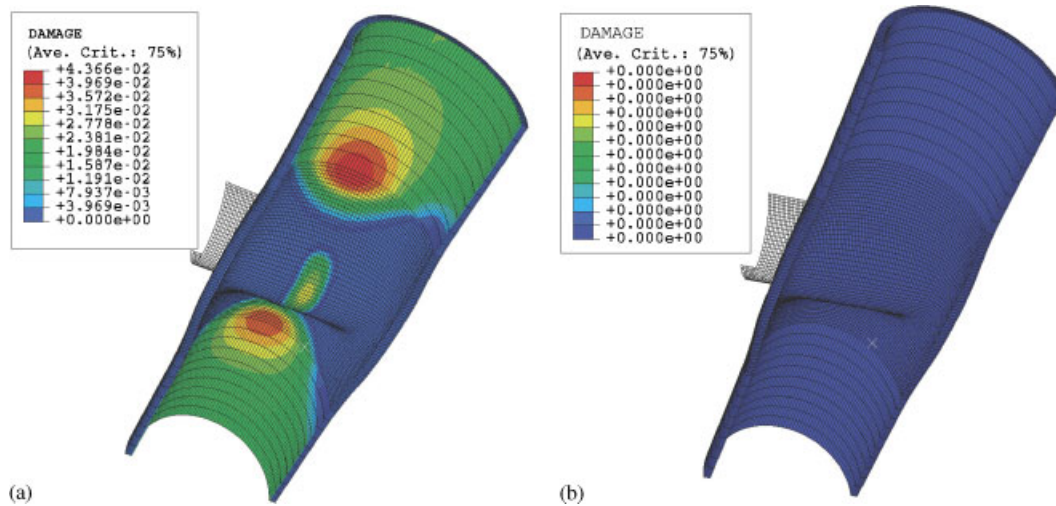 DAMAGE
(Ave. Crit.: 75%)
+4.366e-02
+3.969e-02
+3.572e-02
+3.175e-02
+2.778e-02
+2.381e-02
+1.984e-02
+1.587e-02
+1.191e-02
+7.937e-03
+3.969e-03
+0.000e+00
(a)
DAMAGE
(Ave. Crit.: 75%)
+0.000e+00
+0.000e+00
+0.000e+00
+0.000e+00
+0.000e+00
+0.000e+00
+0.000e+00
+0.000e+00
+0.000e+00
+0.000e+00
+0.000e+00
+0.000e+00
(b)